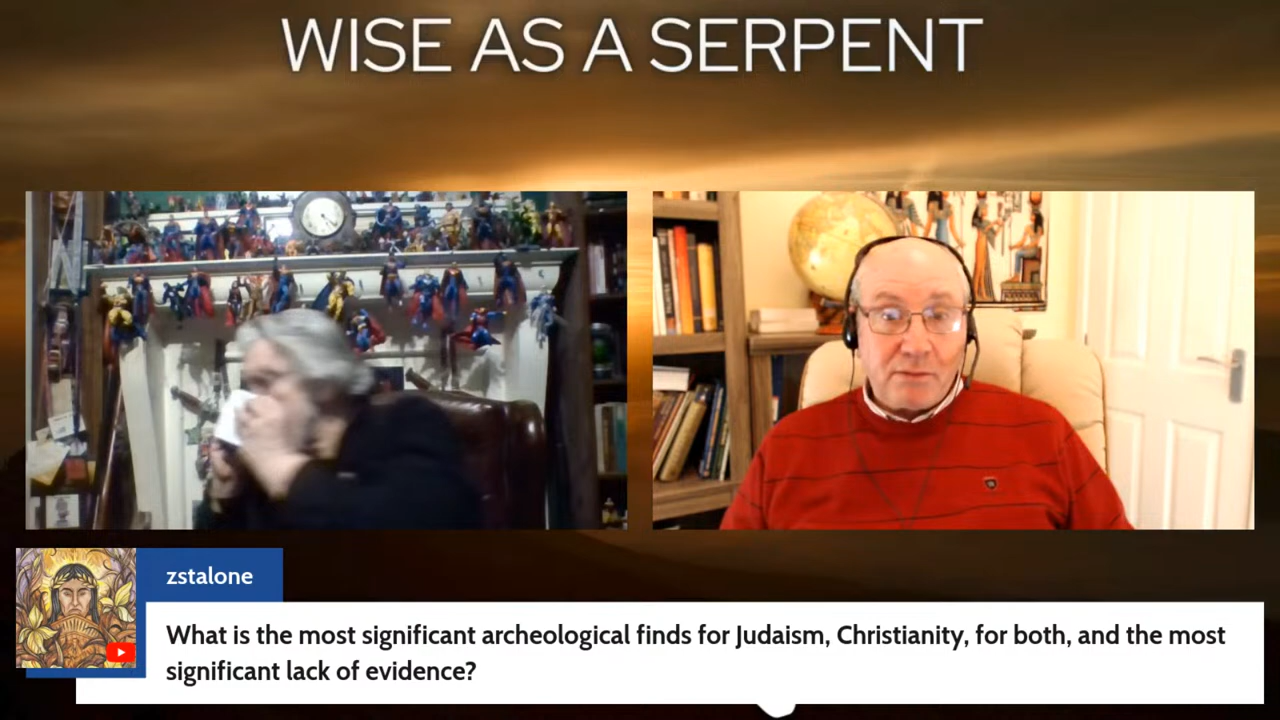 WISE AS A SERPENT
zstalone
What is the most significant archeological finds for Judaism, Christianity, for both, and the most
significant lack of evidence?